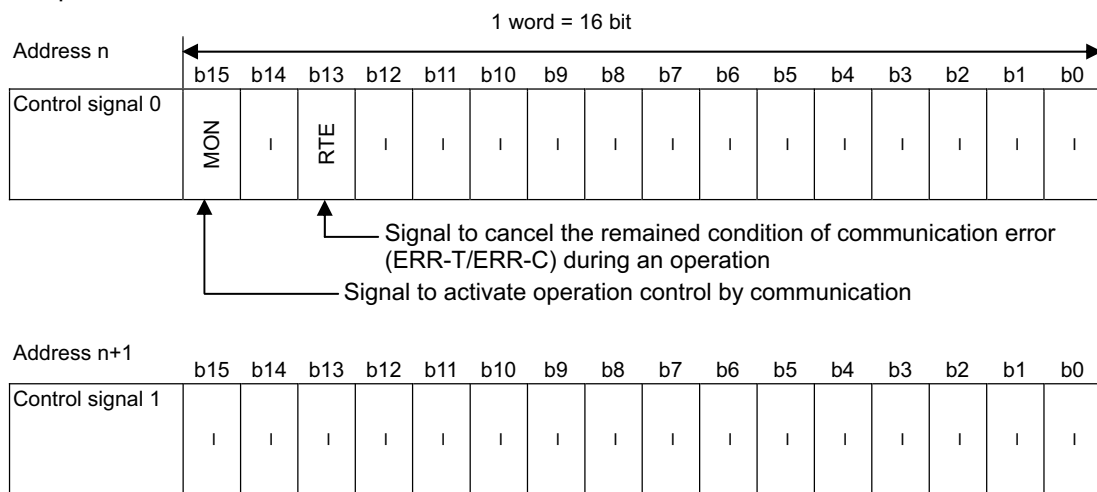 1 word = 16 bit
Address n
b15 b14 b13 b12 b11 b10 b9 b8 b7 b6 b5 b4 b3 b2 b1 b0
Control signal 0 MON – RTE – – – – – – – – – – – – –
Signal to cancel the remained condition of communication error
(ERR-T/ERR-C) during an operation
Signal to activate operation control by communication
Address n+1
b15 b14 b13 b12 b11 b10 b9 b8 b7 b6 b5 b4 b3 b2 b1 b0
Control signal 1 – – – – – – – – – – – – – – – –